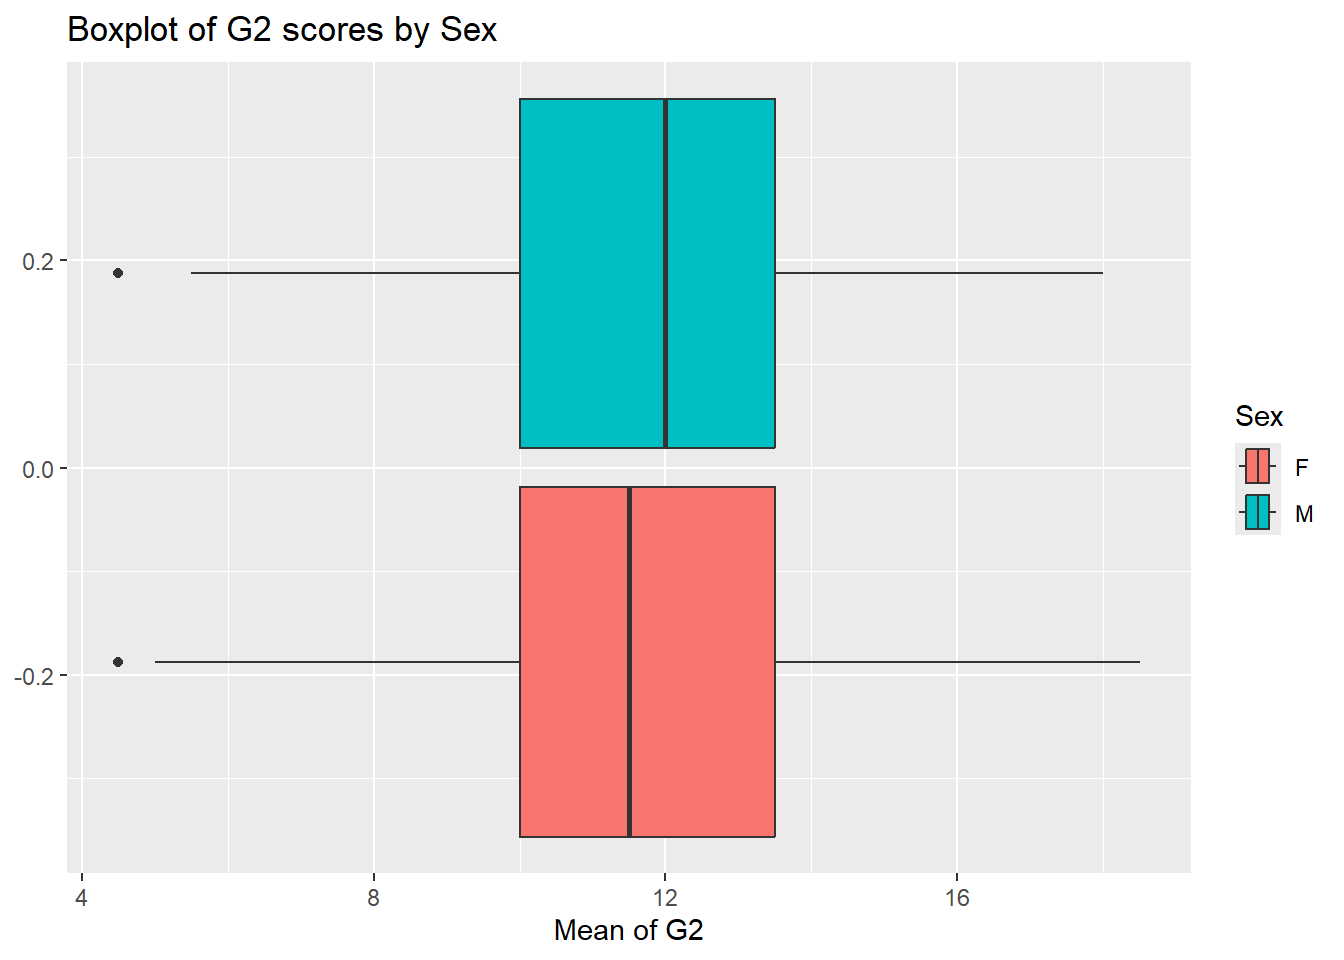 Boxplot of G2 scores by Sex
0.2
0.0
-0.2
4 8 12 16
Mean of G2
Sex
F
M